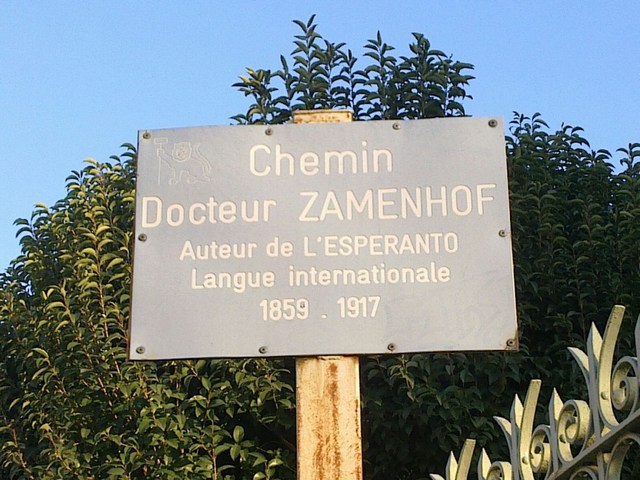 Chemin
Docteur ZAMENHOF
Auteur de L'ESPERANTO
Langue internationale
1859 . 1917